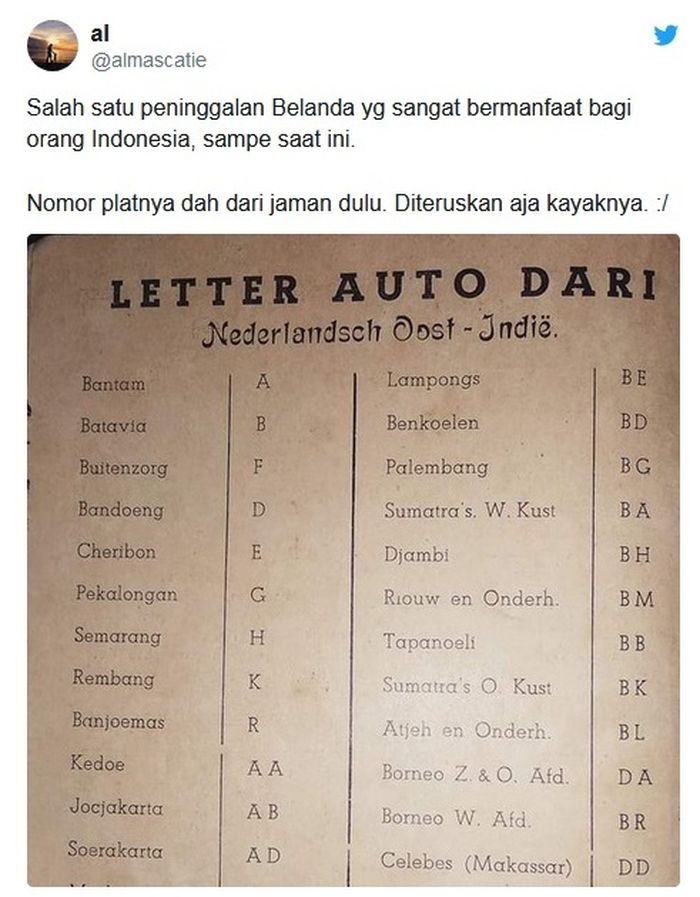 al
@almascatie
Salah satu peninggalan Belanda yg sangat bermanfaat bagi
orang Indonesia, sampe saat ini.
Nomor platnya dah dari jaman dulu. Diteruskan aja kayaknya. :/
LETTER AUTO DARI
Nederlandsch Oost-Indië.
Bantam A
Batavia B
Buitenzorg F
Bandoeng D
Cheribon E
Pekalongan G
Semarang H
Rembang K
Banjoemas R
Kedoe AA
Jocjakarta AB
Soerakarta AD
Lampongs BE
Benkoelen BD
Palembang BG
Sumatra's. W. Kust BA
Djambi BH
Riouw en Onderh. BM
Tapanoeli BB
Sumatra's O. Kust BK
Atjeh en Onderh. BL
Borneo Z. & O. Afd. DA
Borneo W. Afd. BR
Celebes (Makassar) DD